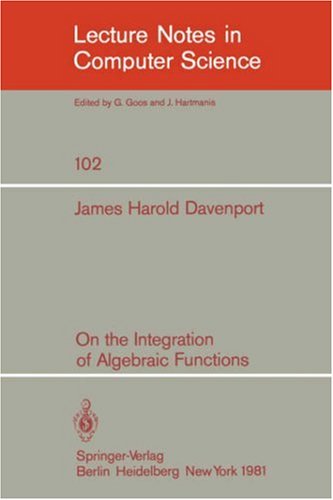 Lecture Notes in
Computer Science
Edited by G. Goos and J. Hartmanis
102
James Harold Davenport
On the Integration
of Algebraic Functions
Springer-Verlag
Berlin Heidelberg New York 1981